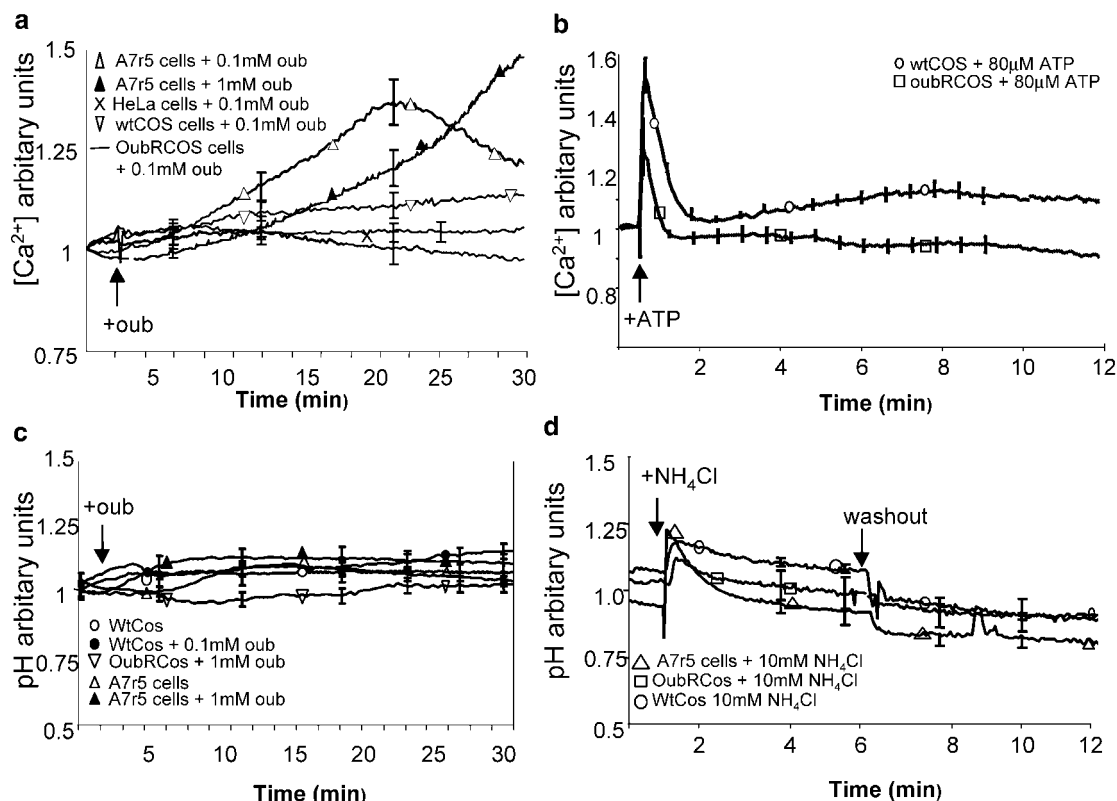 a
[Ca²⁺] arbitary units
1.5
1.25
1
0.75
A7r5 cells + 0.1mM oub
A7r5 cells + 1mM oub
HeLa cells + 0.1mM oub
wtCOS cells + 0.1mM oub
OubRCOS cells
+ 0.1mM oub
+oub
5 10 15 20 25 30
Time (min)
b
[Ca²⁺] arbitary units
1.6
1.4
1.2
1.0
0.8
wtCOS + 80µM ATP
oubRCOS + 80µM ATP
+ATP
2 4 6 8 10 12
Time (min)
c
pH arbitary units
1.5
1.25
1
0.75
0.5
+oub
WtCos
WtCos + 0.1mM oub
OubRCos + 1mM oub
A7r5 cells
A7r5 cells + 1mM oub
5 10 15 20 25 30
Time (min)
d
pH arbitary units
1.5
1.25
1.0
0.75
0.5
+NH₄Cl
washout
A7r5 cells + 10mM NH₄Cl
OubRCos + 10mM NH₄Cl
WtCos 10mM NH₄Cl
2 4 6 8 10 12
Time (min)